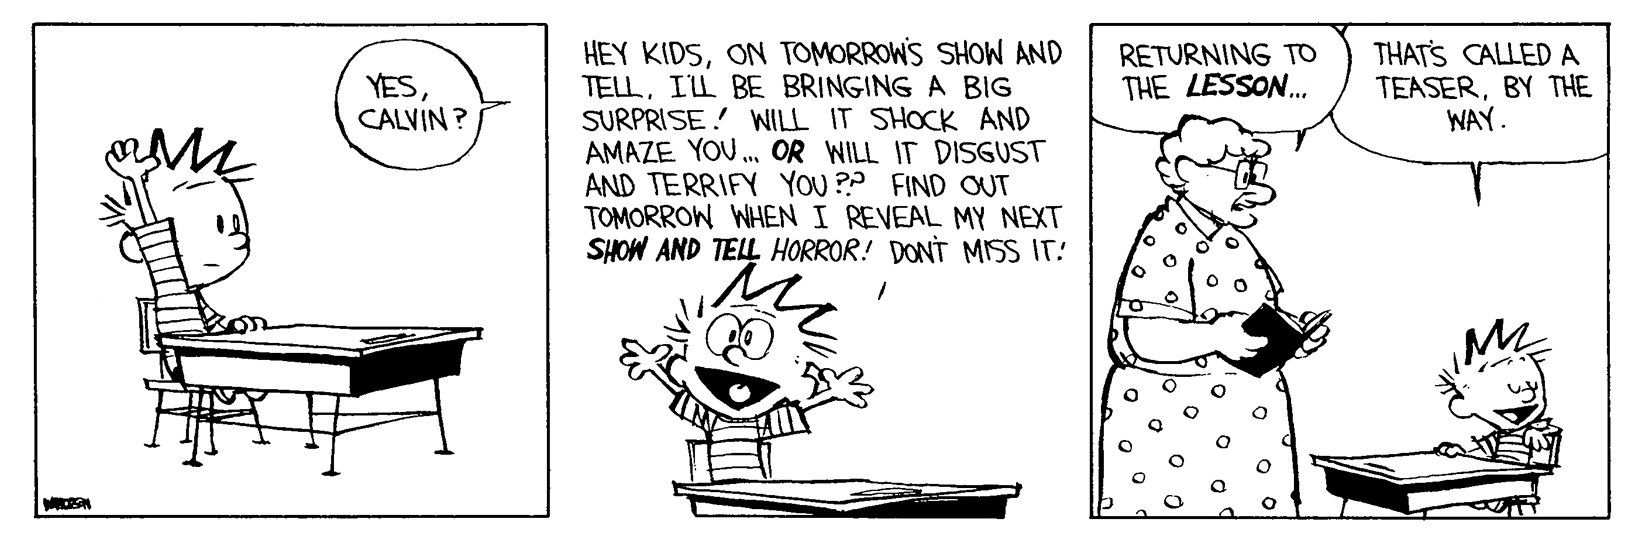 YES,
CALVIN?
HEY KIDS, ON TOMORROW'S SHOW AND
TELL, I'LL BE BRINGING A BIG
SURPRISE! WILL IT SHOCK AND
AMAZE YOU... OR WILL IT DISGUST
AND TERRIFY YOU?? FIND OUT
TOMORROW WHEN I REVEAL MY NEXT
SHOW AND TELL HORROR! DON'T MISS IT!
RETURNING TO
THE LESSON...
THAT'S CALLED A
TEASER, BY THE
WAY.
WATTERSON